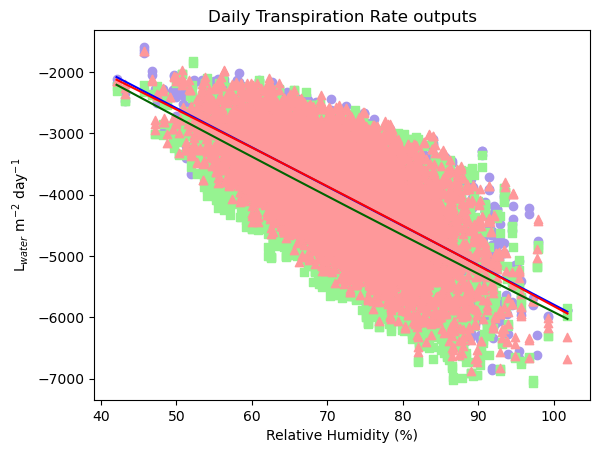 Daily Transpiration Rate outputs
−2000
−3000
−4000
−5000
−6000
−7000
L$_{water}$ m$^{-2}$ day$^{-1}$
40 50 60 70 80 90 100
Relative Humidity (%)